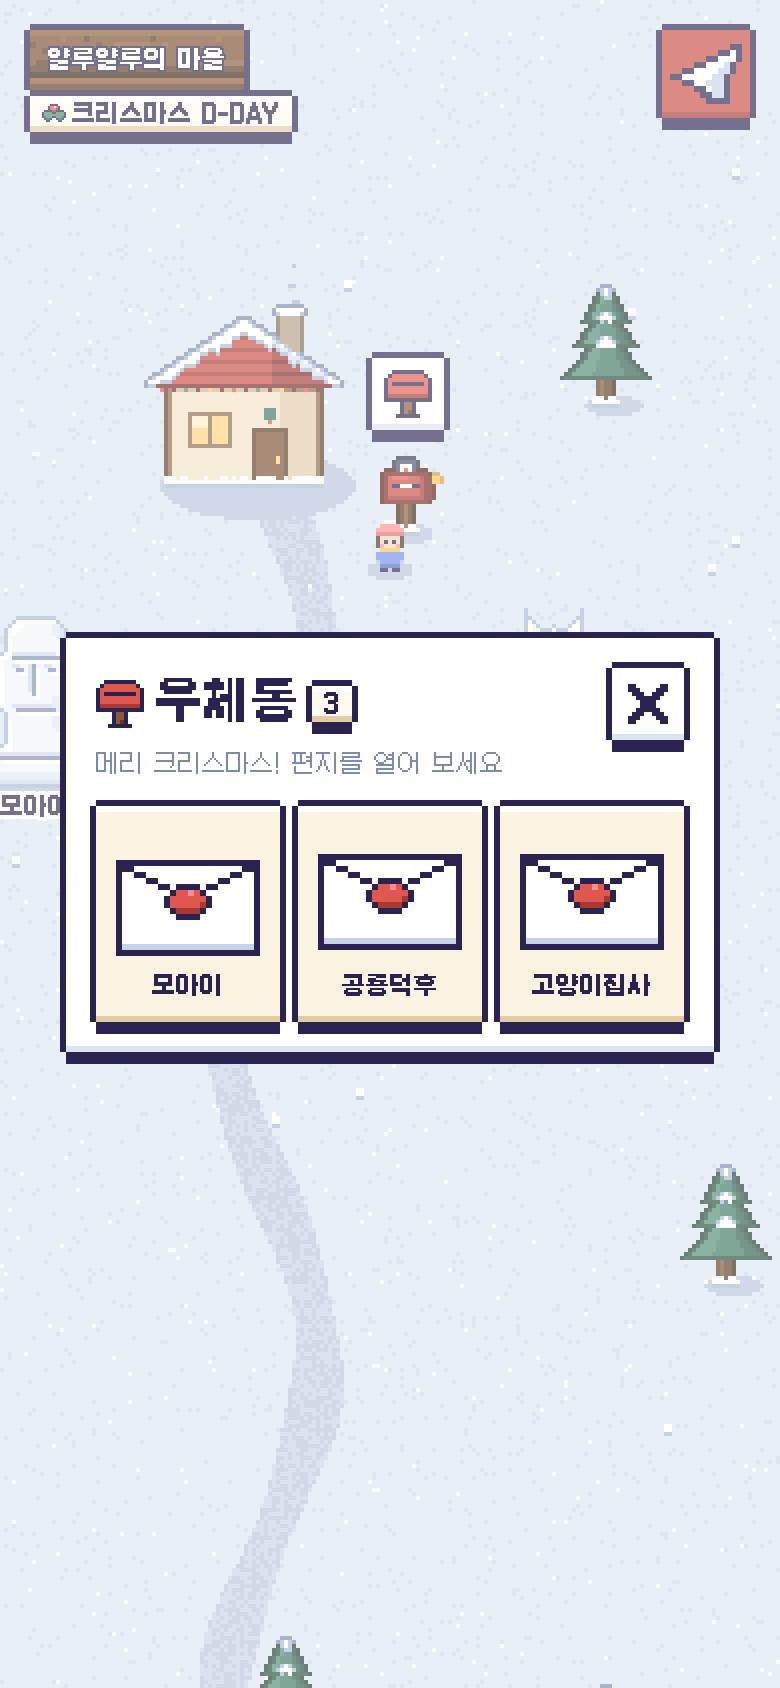 얄루얄루의 마을
크리스마스 D-DAY
우체통 3
메리 크리스마스! 편지를 열어 보세요
모아이
모아이
공룡덕후
고양이집사